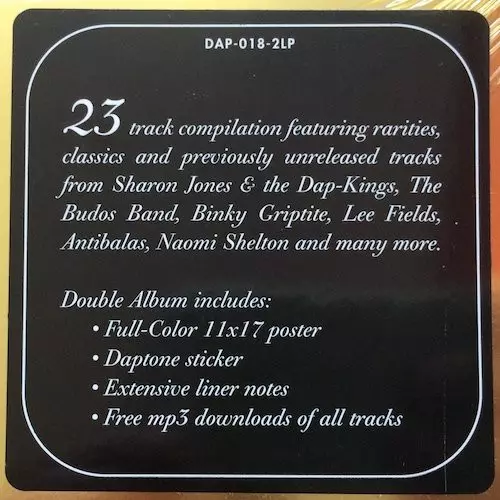 DAP-018-2LP
23 track compilation featuring rarities,
classics and previously unreleased tracks
from Sharon Jones & the Dap-Kings, The
Budos Band, Binky Griptite, Lee Fields,
Antibalas, Naomi Shelton and many more.
Double Album includes:
• Full-Color 11x17 poster
• Daptone sticker
• Extensive liner notes
• Free mp3 downloads of all tracks